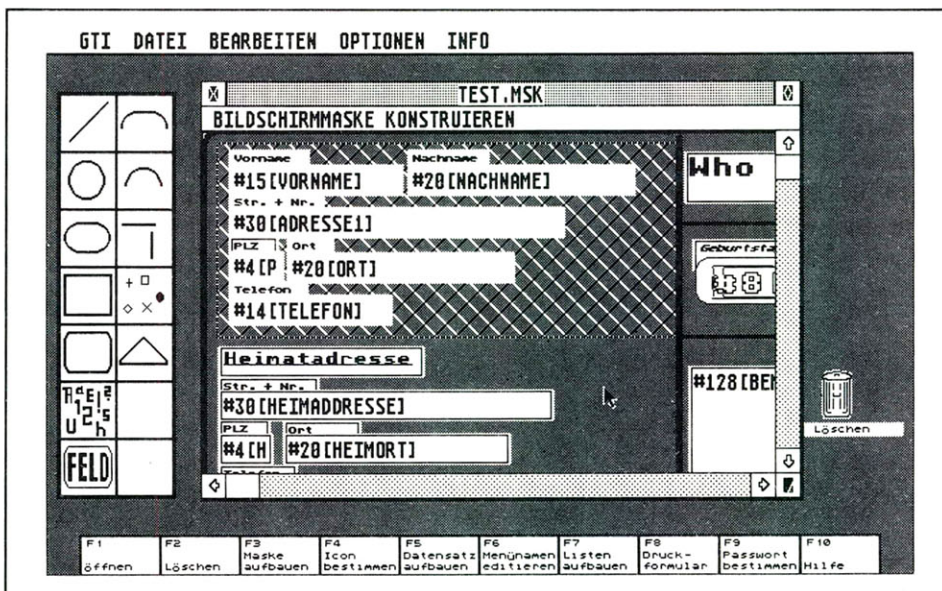 GTI DATEI BEARBEITEN OPTIONEN INFO
TEST.MSK
BILDSCHIRMMASKE KONSTRUIEREN
Vorname Nachname
#15[VORNAME] #20[NACHNAME]
Str. + Nr.
#30[ADRESSE1]
PLZ Ort
#4[P #20[ORT]
Telefon
#14[TELEFON]
Who
Geburtsta
Heimatadresse
Str. + Nr.
#30[HEIMADDRESSE]
PLZ Ort
#4[H #20[HEIMORT]
#128[BEM
FELD
Löschen
F1 öffnen
F2 Löschen
F3 Maske aufbauen
F4 Icon bestimmen
F5 Datensatz aufbauen
F6 Menünamen editieren
F7 Listen aufbauen
F8 Druck-formular
F9 Passwort bestimmen
F10 Hilfe